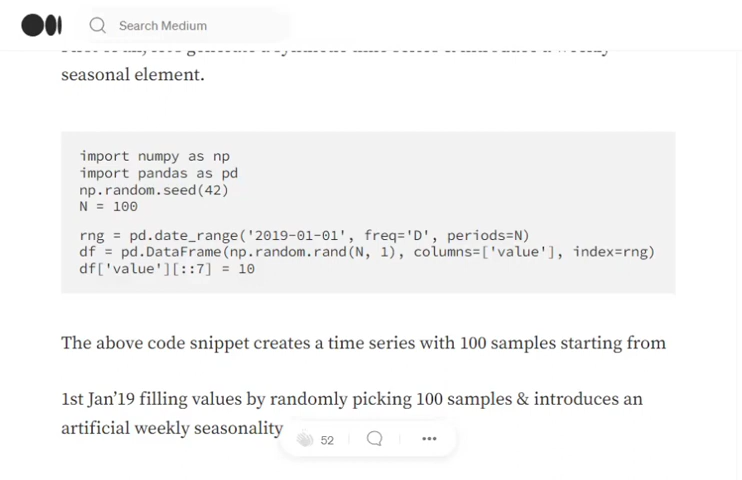 Search Medium
seasonal element.
import numpy as np
import pandas as pd
np.random.seed(42)
N = 100
rng = pd.date_range('2019-01-01', freq='D', periods=N)
df = pd.DataFrame(np.random.rand(N, 1), columns=['value'], index=rng)
df['value'][::7] = 10
The above code snippet creates a time series with 100 samples starting from
1st Jan’19 filling values by randomly picking 100 samples & introduces an
artificial weekly seasonality
52